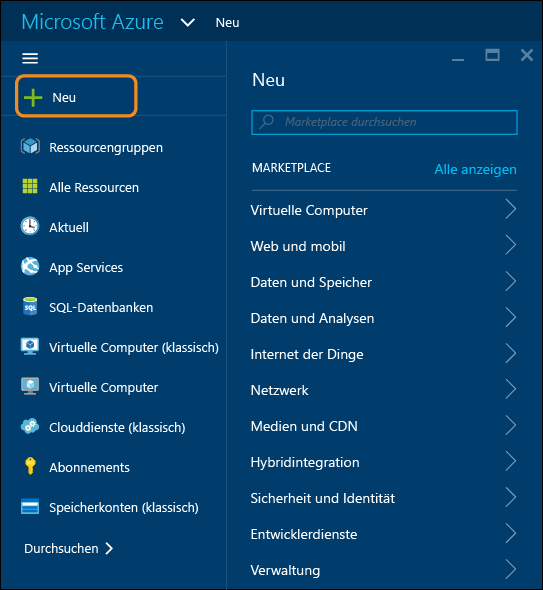 Microsoft Azure Neu
Neu
Ressourcengruppen
Alle Ressourcen
Aktuell
App Services
SQL
SQL-Datenbanken
Virtuelle Computer (klassisch)
Virtuelle Computer
Clouddienste (klassisch)
Abonnements
Speicherkonten (klassisch)
Durchsuchen
Neu
Marketplace durchsuchen
MARKETPLACE Alle anzeigen
Virtuelle Computer
Web und mobil
Daten und Speicher
Daten und Analysen
Internet der Dinge
Netzwerk
Medien und CDN
Hybridintegration
Sicherheit und Identität
Entwicklerdienste
Verwaltung